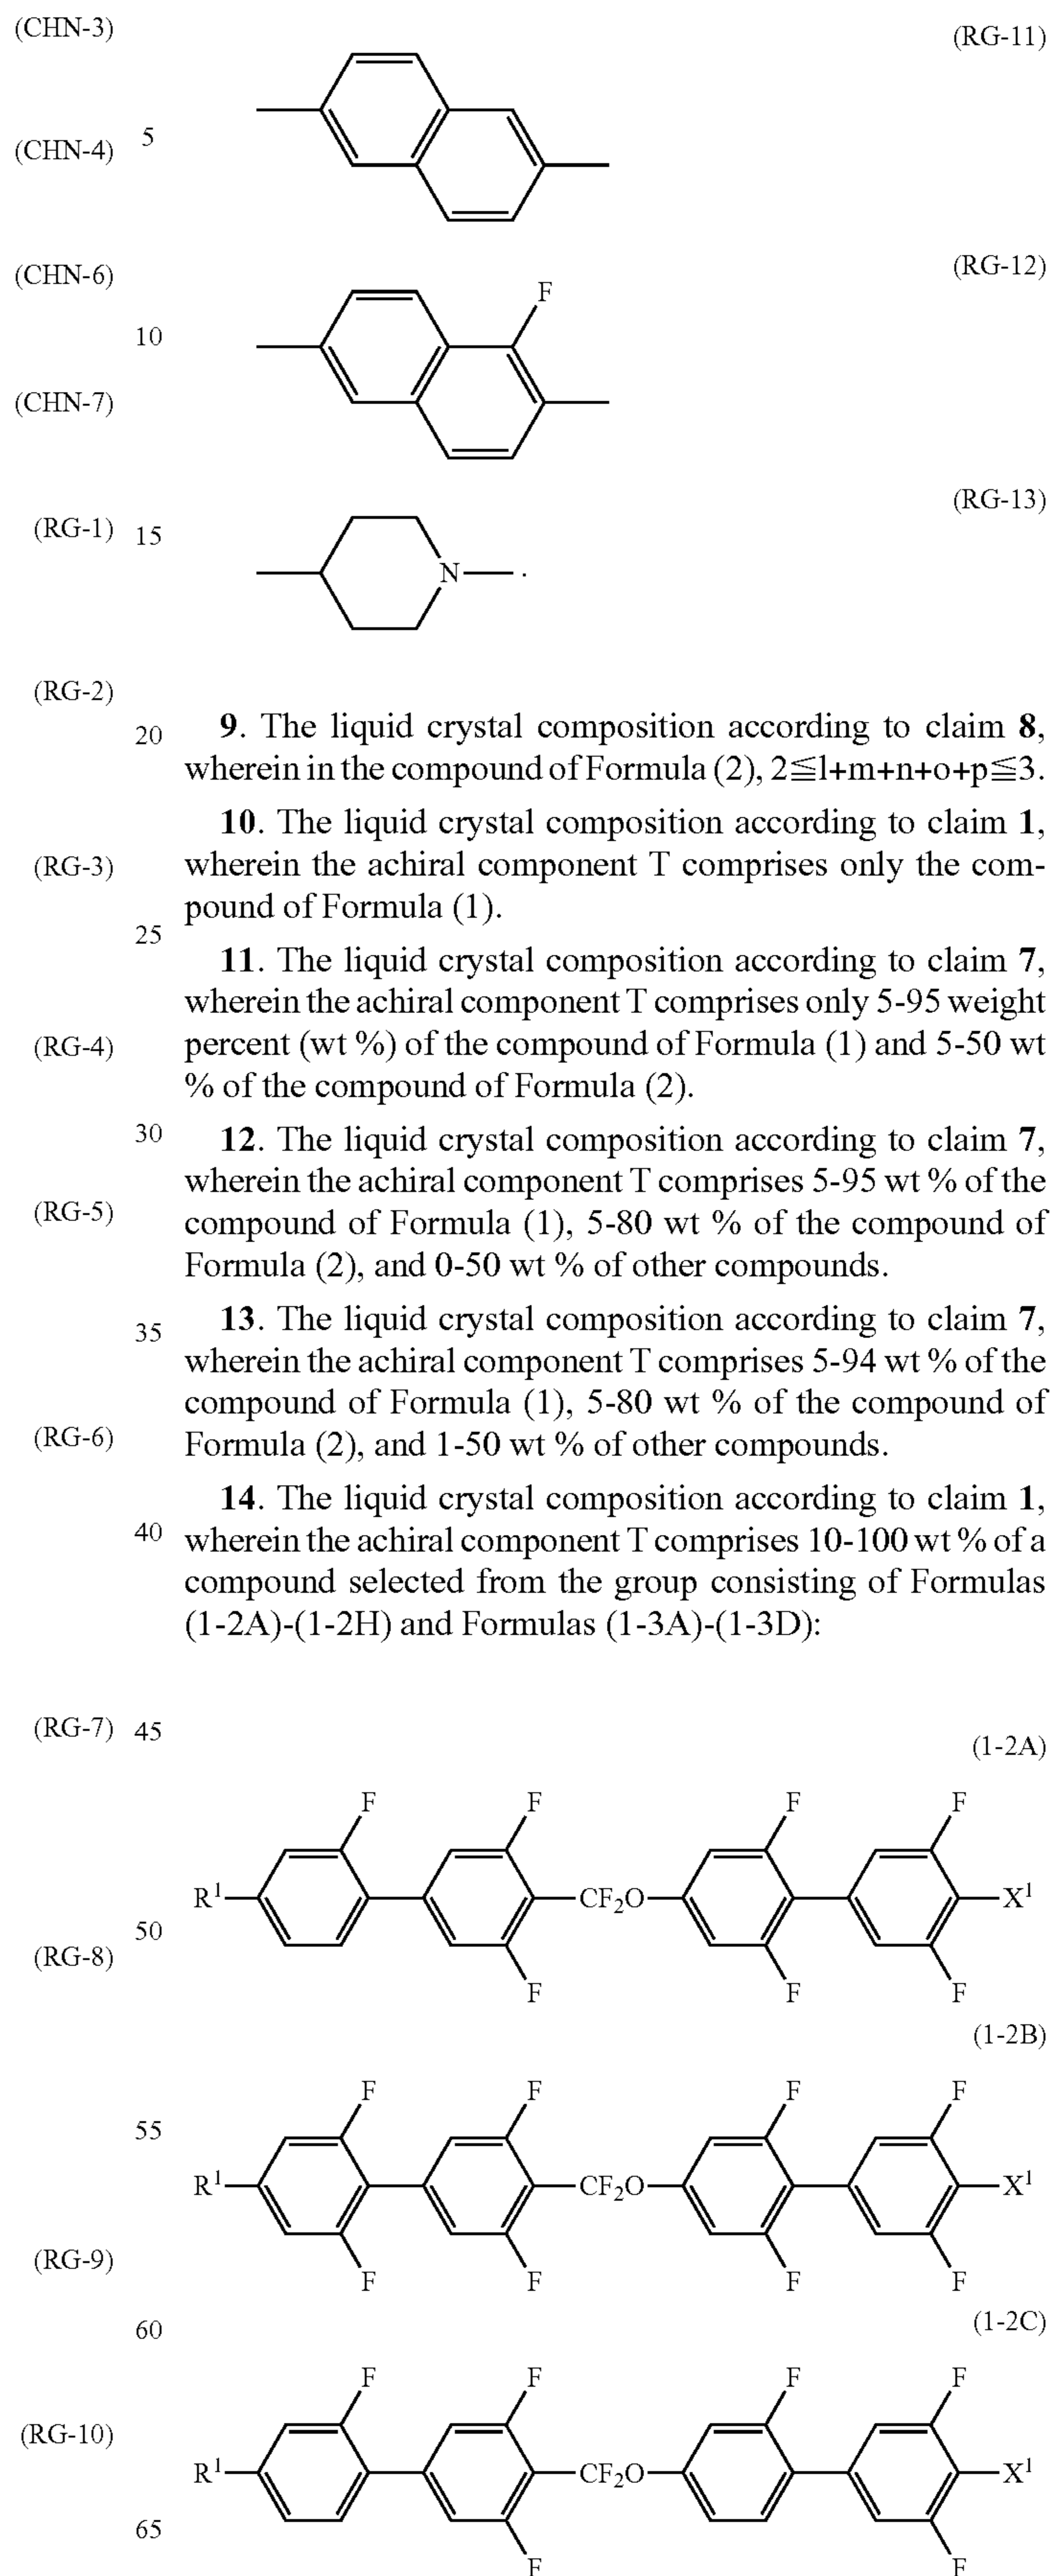 (CHN-3)
(RG-11)
5
(CHN-4)
(CHN-6)
(RG-12)
F
10
(CHN-7)
(RG-13)
(RG-1)
15
N
.
(RG-2)
20
9. The liquid crystal composition according to claim 8,
wherein in the compound of Formula (2), 2≦l+m+n+o+p≦3.
10. The liquid crystal composition according to claim 1,
(RG-3)
wherein the achiral component T comprises only the com-
pound of Formula (1).
25
11. The liquid crystal composition according to claim 7,
wherein the achiral component T comprises only 5-95 weight
(RG-4)
percent (wt %) of the compound of Formula (1) and 5-50 wt
% of the compound of Formula (2).
30
12. The liquid crystal composition according to claim 7,
wherein the achiral component T comprises 5-95 wt % of the
(RG-5)
compound of Formula (1), 5-80 wt % of the compound of
Formula (2), and 0-50 wt % of other compounds.
35
13. The liquid crystal composition according to claim 7,
wherein the achiral component T comprises 5-94 wt % of the
compound of Formula (1), 5-80 wt % of the compound of
(RG-6)
Formula (2), and 1-50 wt % of other compounds.
14. The liquid crystal composition according to claim 1,
40
wherein the achiral component T comprises 10-100 wt % of a
compound selected from the group consisting of Formulas
(1-2A)-(1-2H) and Formulas (1-3A)-(1-3D):
(RG-7)
45
(1-2A)
F F F F
R¹ CF₂O X¹
50
(RG-8)
F F F
(1-2B)
F F F F
55
R¹ CF₂O X¹
(RG-9)
F F F F
60
(1-2C)
F F F F
(RG-10)
R¹ CF₂O X¹
65
F F